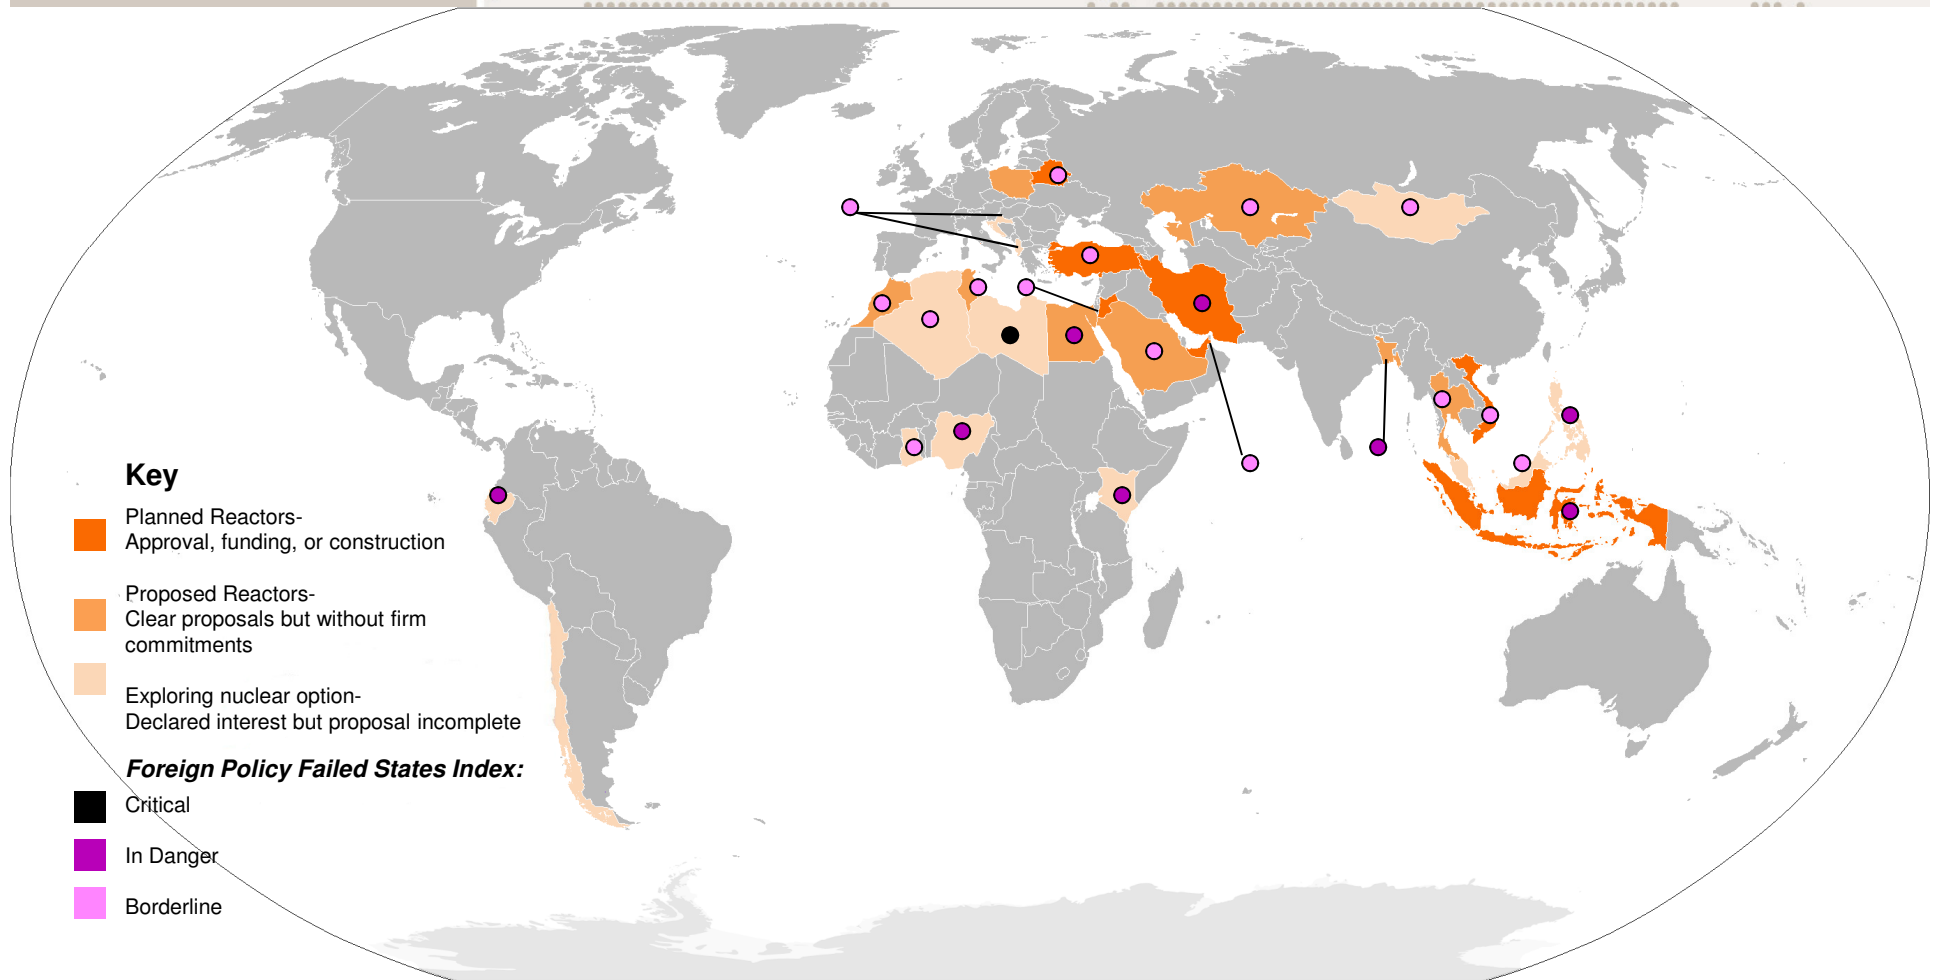 Key
Planned Reactors-
Approval, funding, or construction
Proposed Reactors-
Clear proposals but without firm
commitments
Exploring nuclear option-
Declared interest but proposal incomplete
Foreign Policy Failed States Index:
Critical
In Danger
Borderline